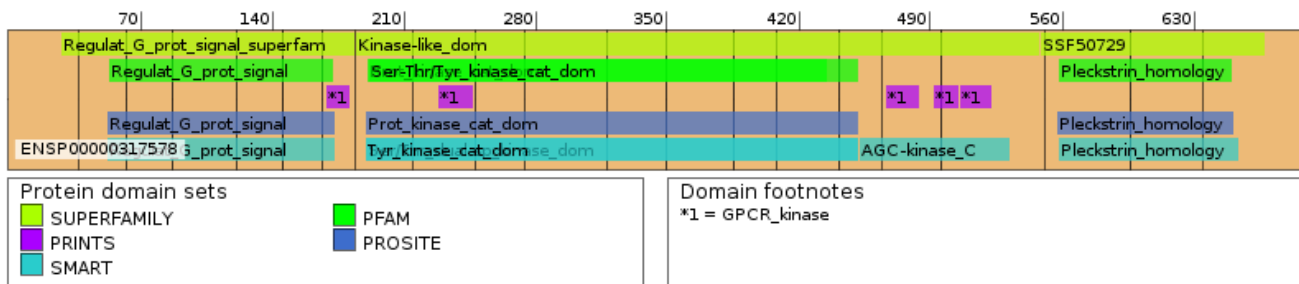 70 140 210 280 350 420 490 560 630
Regulat_G_prot_signal_superfam Kinase-like_dom SSF50729
Regulat_G_prot_signal Ser-Thr/Tyr_kinase_cat_dom Pleckstrin_homology
*1 *1 *1 *1 *1
Regulat_G_prot_signal Prot_kinase_cat_dom Pleckstrin_homology
ENSP00000317578 G_prot_signal Tyr_kinase_cat_dom AGC-kinase_C Pleckstrin_homology
Protein domain sets
SUPERFAMILY PFAM
PRINTS PROSITE
SMART
Domain footnotes
*1 = GPCR_kinase